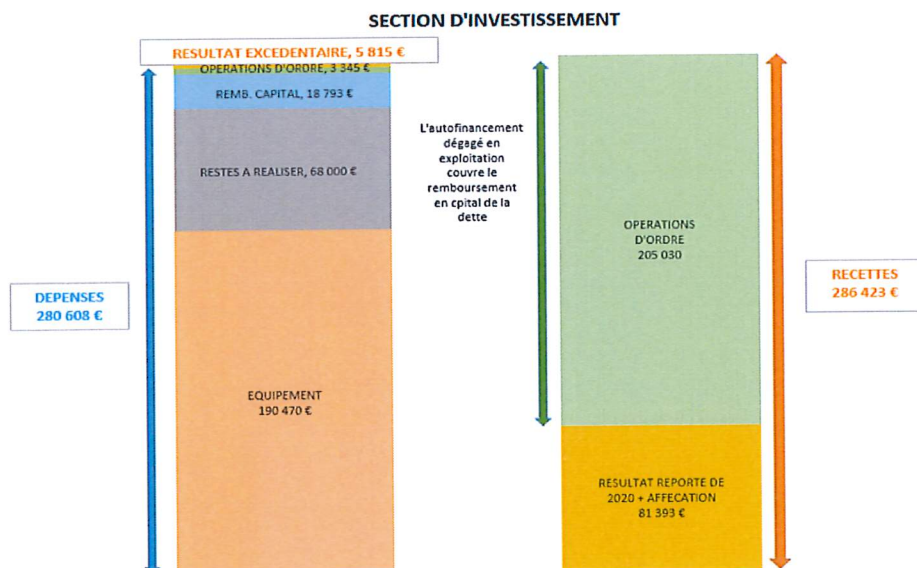 SECTION D'INVESTISSEMENT
RESULTAT EXCEDENTAIRE, 5 815 €
OPERATIONS D'ORDRE, 3 345 €
REMB. CAPITAL, 18 793 €
RESTES A REALISER, 68 000 €
EQUIPEMENT
190 470 €
DEPENSES
280 608 €
L'autofinancement
dégagé en
exploitation
couvre le
remboursement
en cpital de la
dette
OPERATIONS
D'ORDRE
205 030
RESULTAT REPORTE DE
2020 + AFFECATION
81 393 €
RECETTES
286 423 €